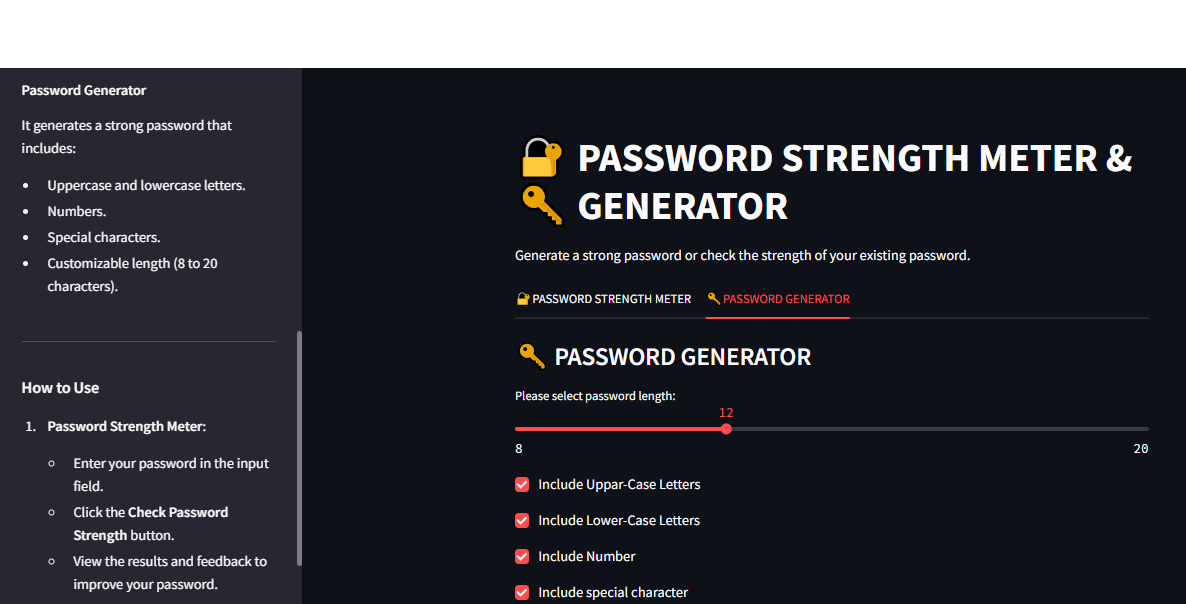 Password Generator
It generates a strong password that
includes:
• Uppercase and lowercase letters.
• Numbers.
• Special characters.
• Customizable length (8 to 20
characters).
How to Use
1. Password Strength Meter:
○ Enter your password in the input
field.
○ Click the Check Password
Strength button.
○ View the results and feedback to
improve your password.
PASSWORD STRENGTH METER &
GENERATOR
Generate a strong password or check the strength of your existing password.
PASSWORD STRENGTH METER PASSWORD GENERATOR
PASSWORD GENERATOR
Please select password length:
12
8 20
Include Uppar-Case Letters
Include Lower-Case Letters
Include Number
Include special character